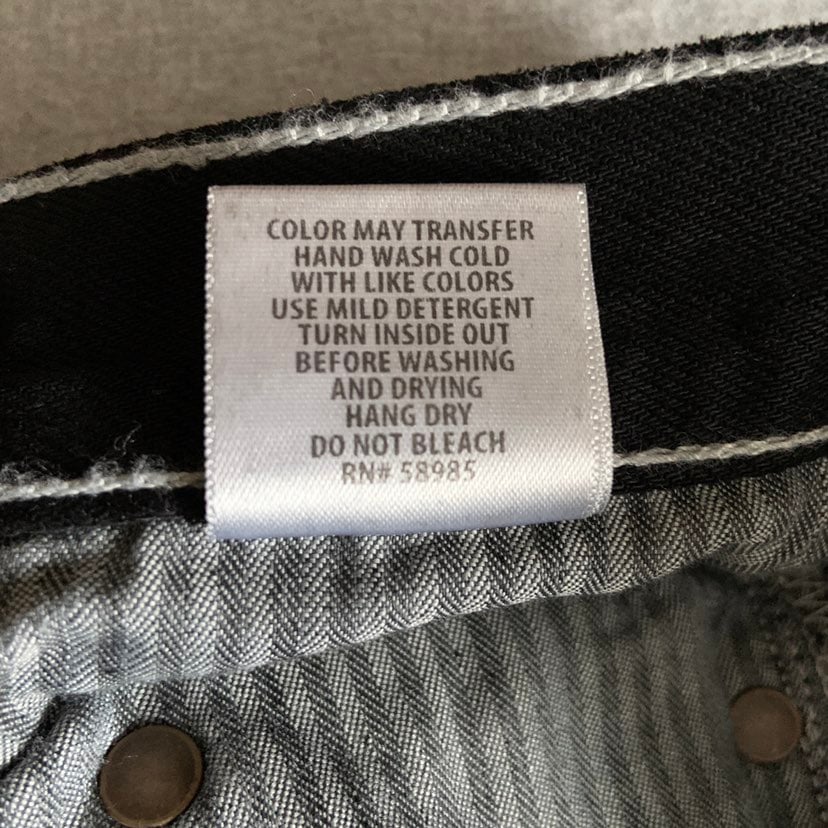 COLOR MAY TRANSFER
HAND WASH COLD
WITH LIKE COLORS
USE MILD DETERGENT
TURN INSIDE OUT
BEFORE WASHING
AND DRYING
HANG DRY
DO NOT BLEACH
RN# 58985